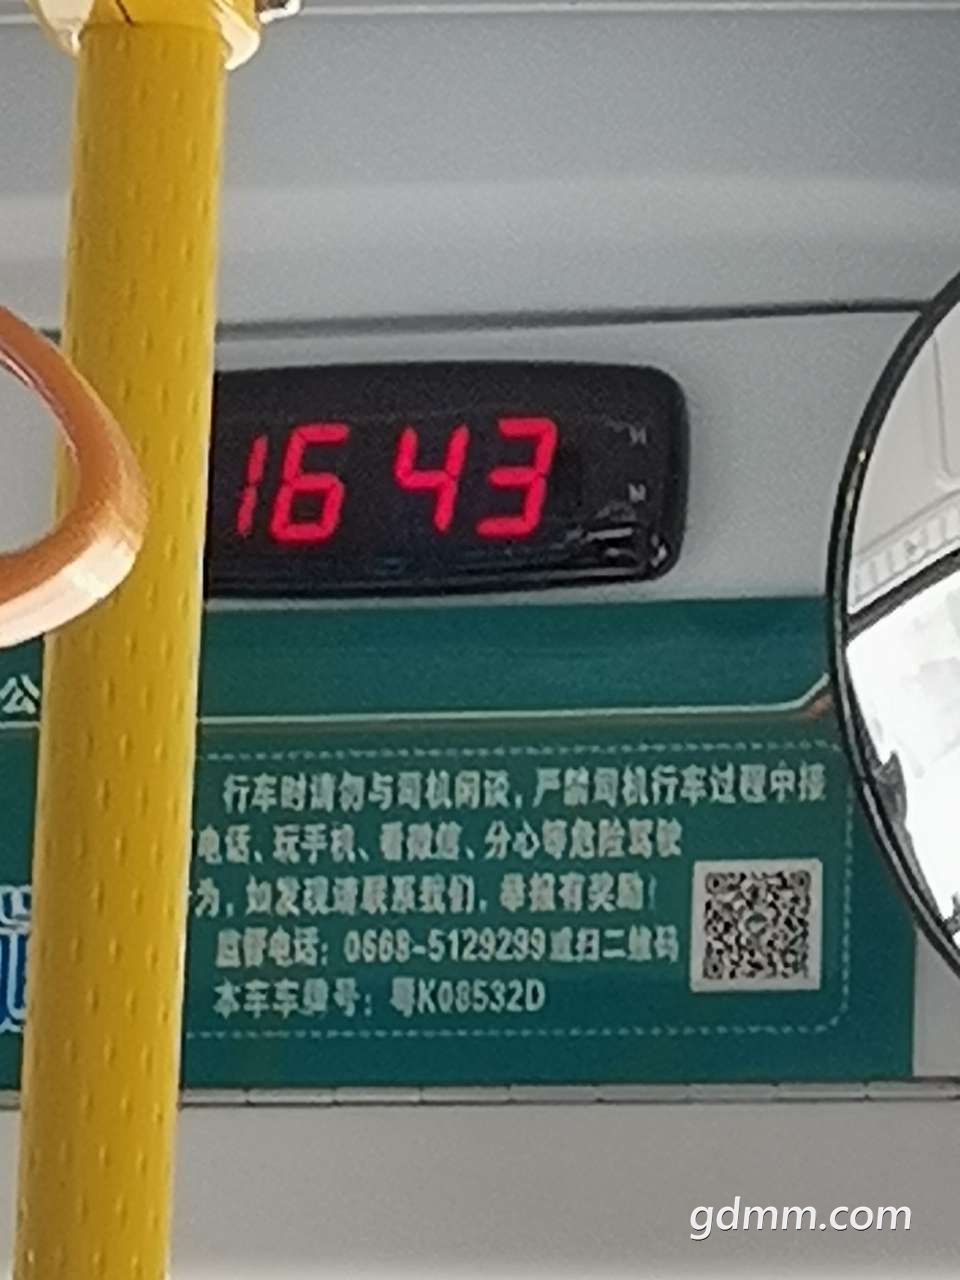 1643
公
行车时请勿与司机闲谈，严禁司机行车过程中接
电话、玩手机、看微信、分心等危险驾驶
为，如发现请联系我们，举报有奖励！
监督电话：0668-5129299或扫二维码
本车车牌号：粤K08532D
gdmm.com